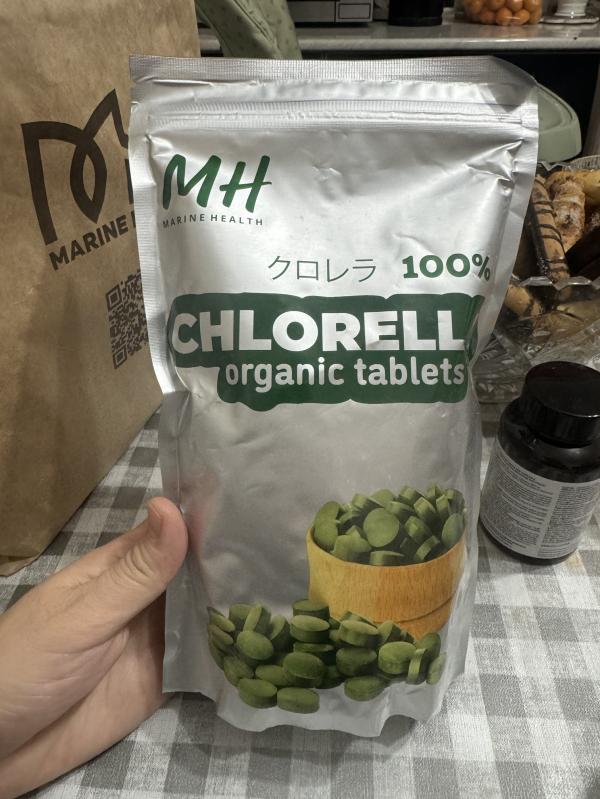 MH
MARINE HEALTH
クロレラ 100%
CHLORELL
organic tablets
MARINE